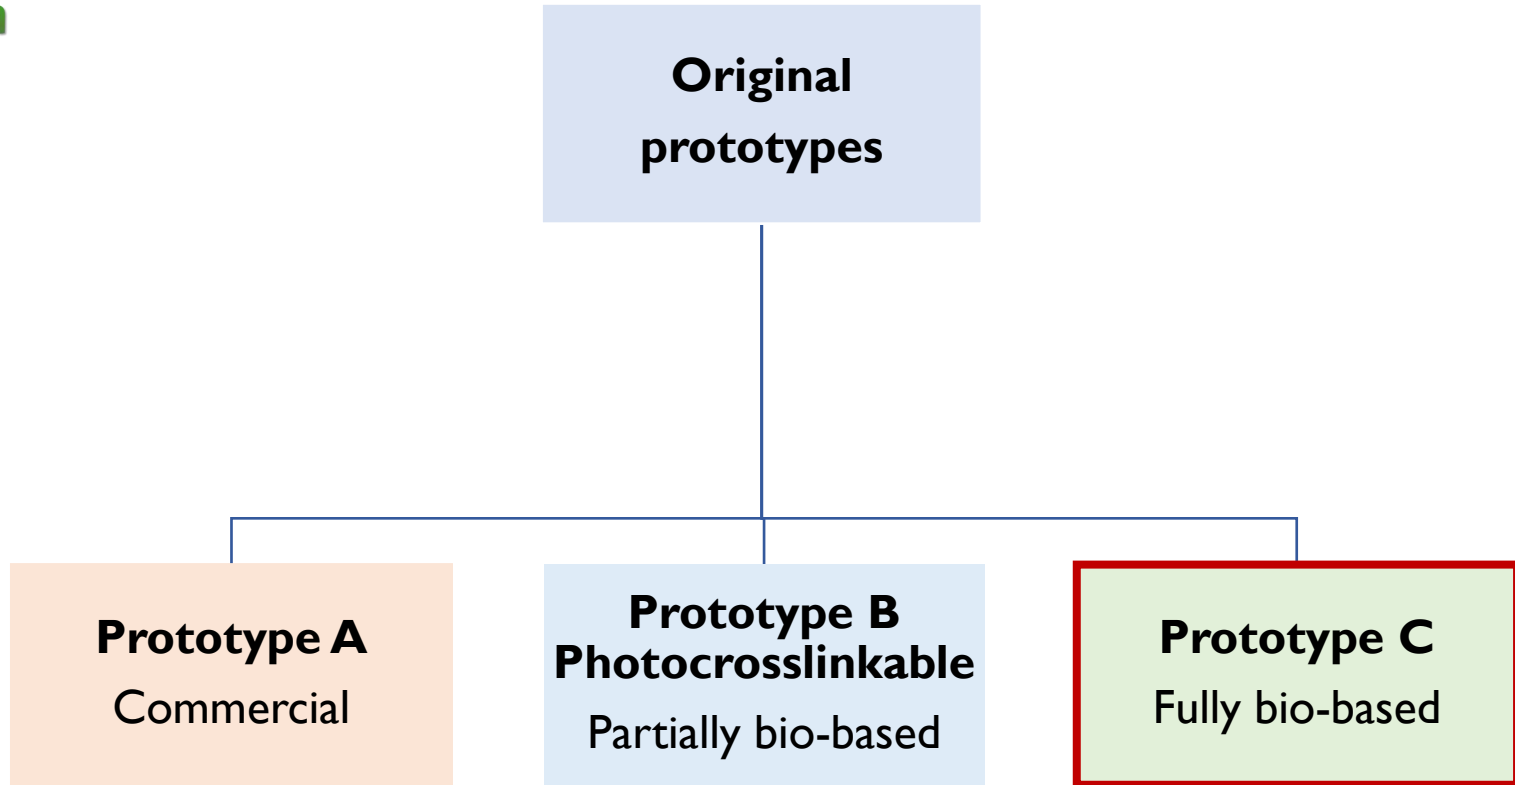 Original
prototypes
Prototype A
Commercial
Prototype B
Photocrosslinkable
Partially bio-based
Prototype C
Fully bio-based